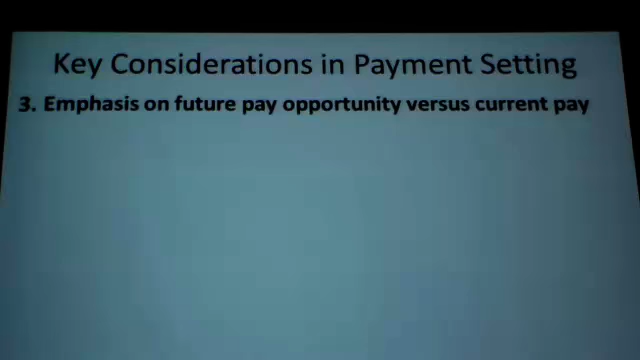 Key Considerations in Payment Setting
3. Emphasis on future pay opportunity versus current pay